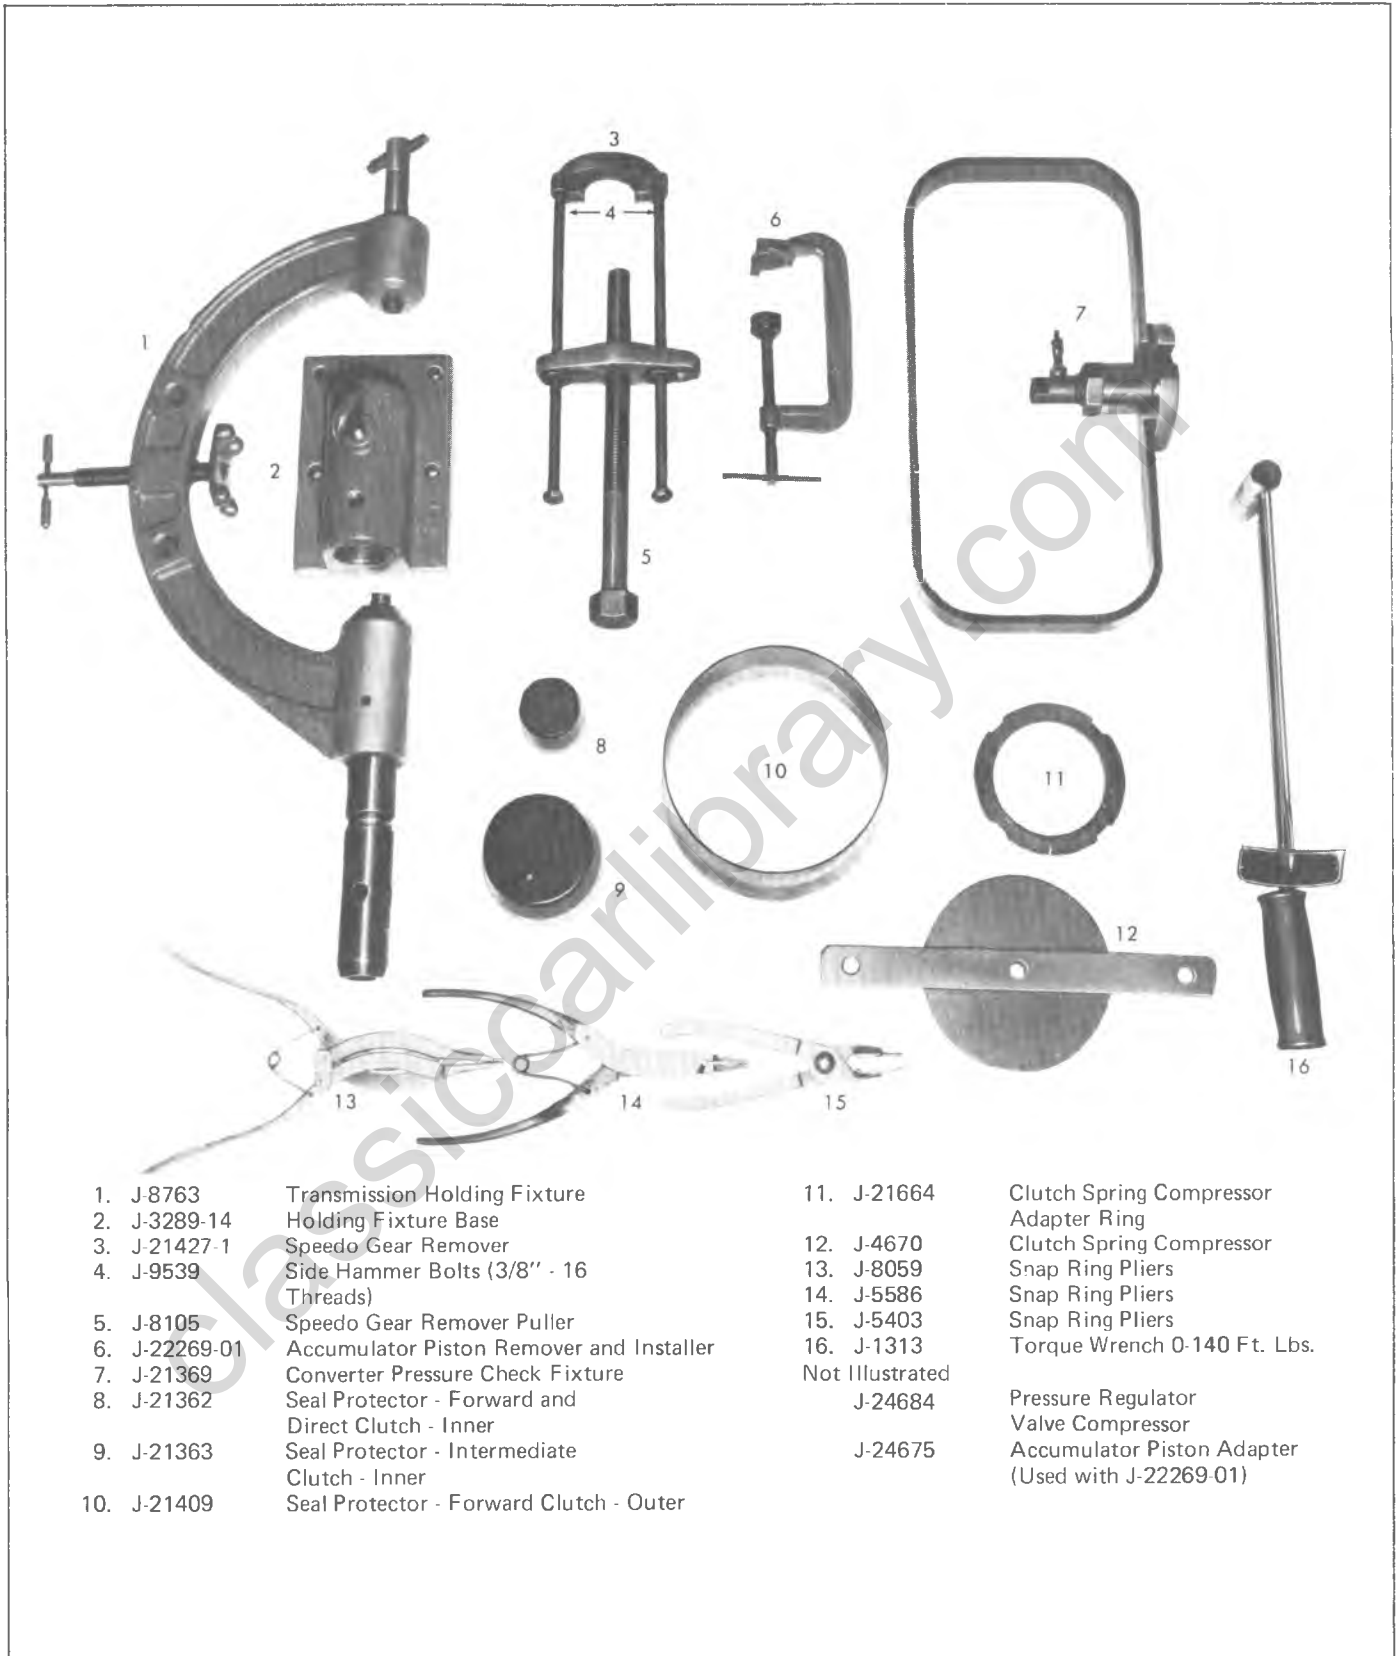 3
4
6
7
1
2
5
8
10
11
9
12
13
14
15
16
classiccarlibrary.com
1. J-8763 Transmission Holding Fixture
2. J-3289-14 Holding Fixture Base
3. J-21427-1 Speedo Gear Remover
4. J-9539 Side Hammer Bolts (3/8'' - 16
Threads)
5. J-8105 Speedo Gear Remover Puller
6. J-22269-01 Accumulator Piston Remover and Installer
7. J-21369 Converter Pressure Check Fixture
8. J-21362 Seal Protector - Forward and
Direct Clutch - Inner
9. J-21363 Seal Protector - Intermediate
Clutch - Inner
10. J-21409 Seal Protector - Forward Clutch - Outer
11. J-21664 Clutch Spring Compressor
Adapter Ring
12. J-4670 Clutch Spring Compressor
13. J-8059 Snap Ring Pliers
14. J-5586 Snap Ring Pliers
15. J-5403 Snap Ring Pliers
16. J-1313 Torque Wrench 0-140 Ft. Lbs.
Not Illustrated
J-24684 Pressure Regulator
Valve Compressor
J-24675 Accumulator Piston Adapter
(Used with J-22269-01)